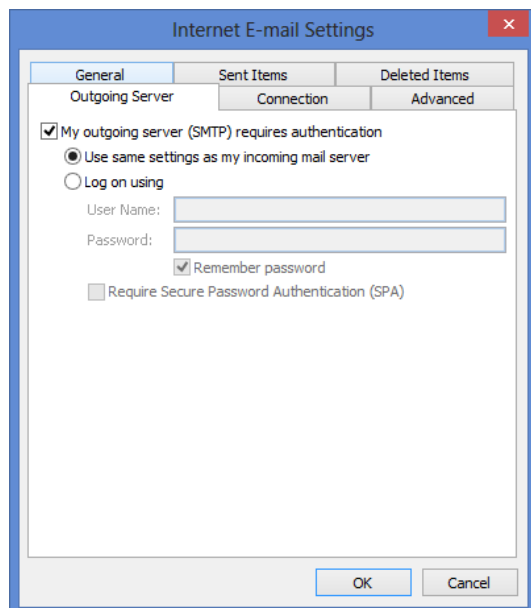 Internet E-mail Settings
General Sent Items Deleted Items
Outgoing Server Connection Advanced
My outgoing server (SMTP) requires authentication
Use same settings as my incoming mail server
Log on using
User Name:
Password:
Remember password
Require Secure Password Authentication (SPA)
OK Cancel